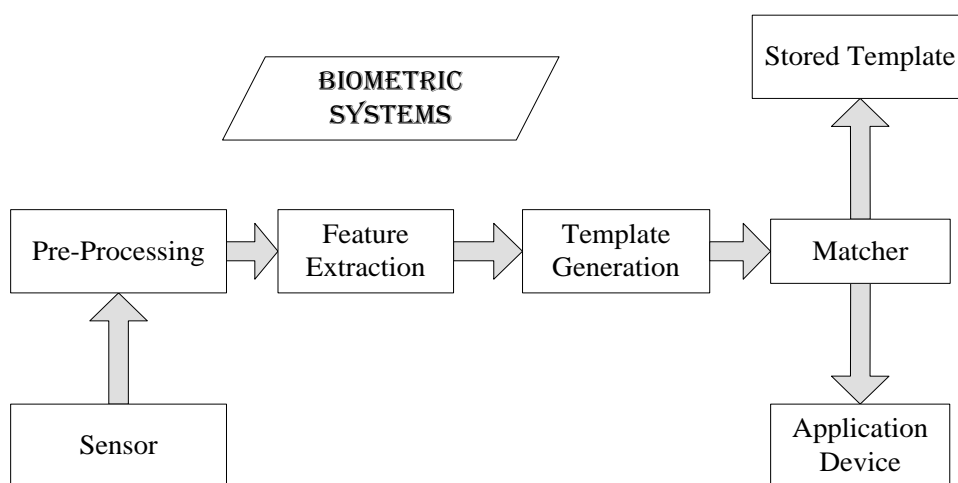 Stored Template
BIOMETRIC
SYSTEMS
Pre-Processing
Feature
Extraction
Template
Generation
Matcher
Sensor
Application
Device